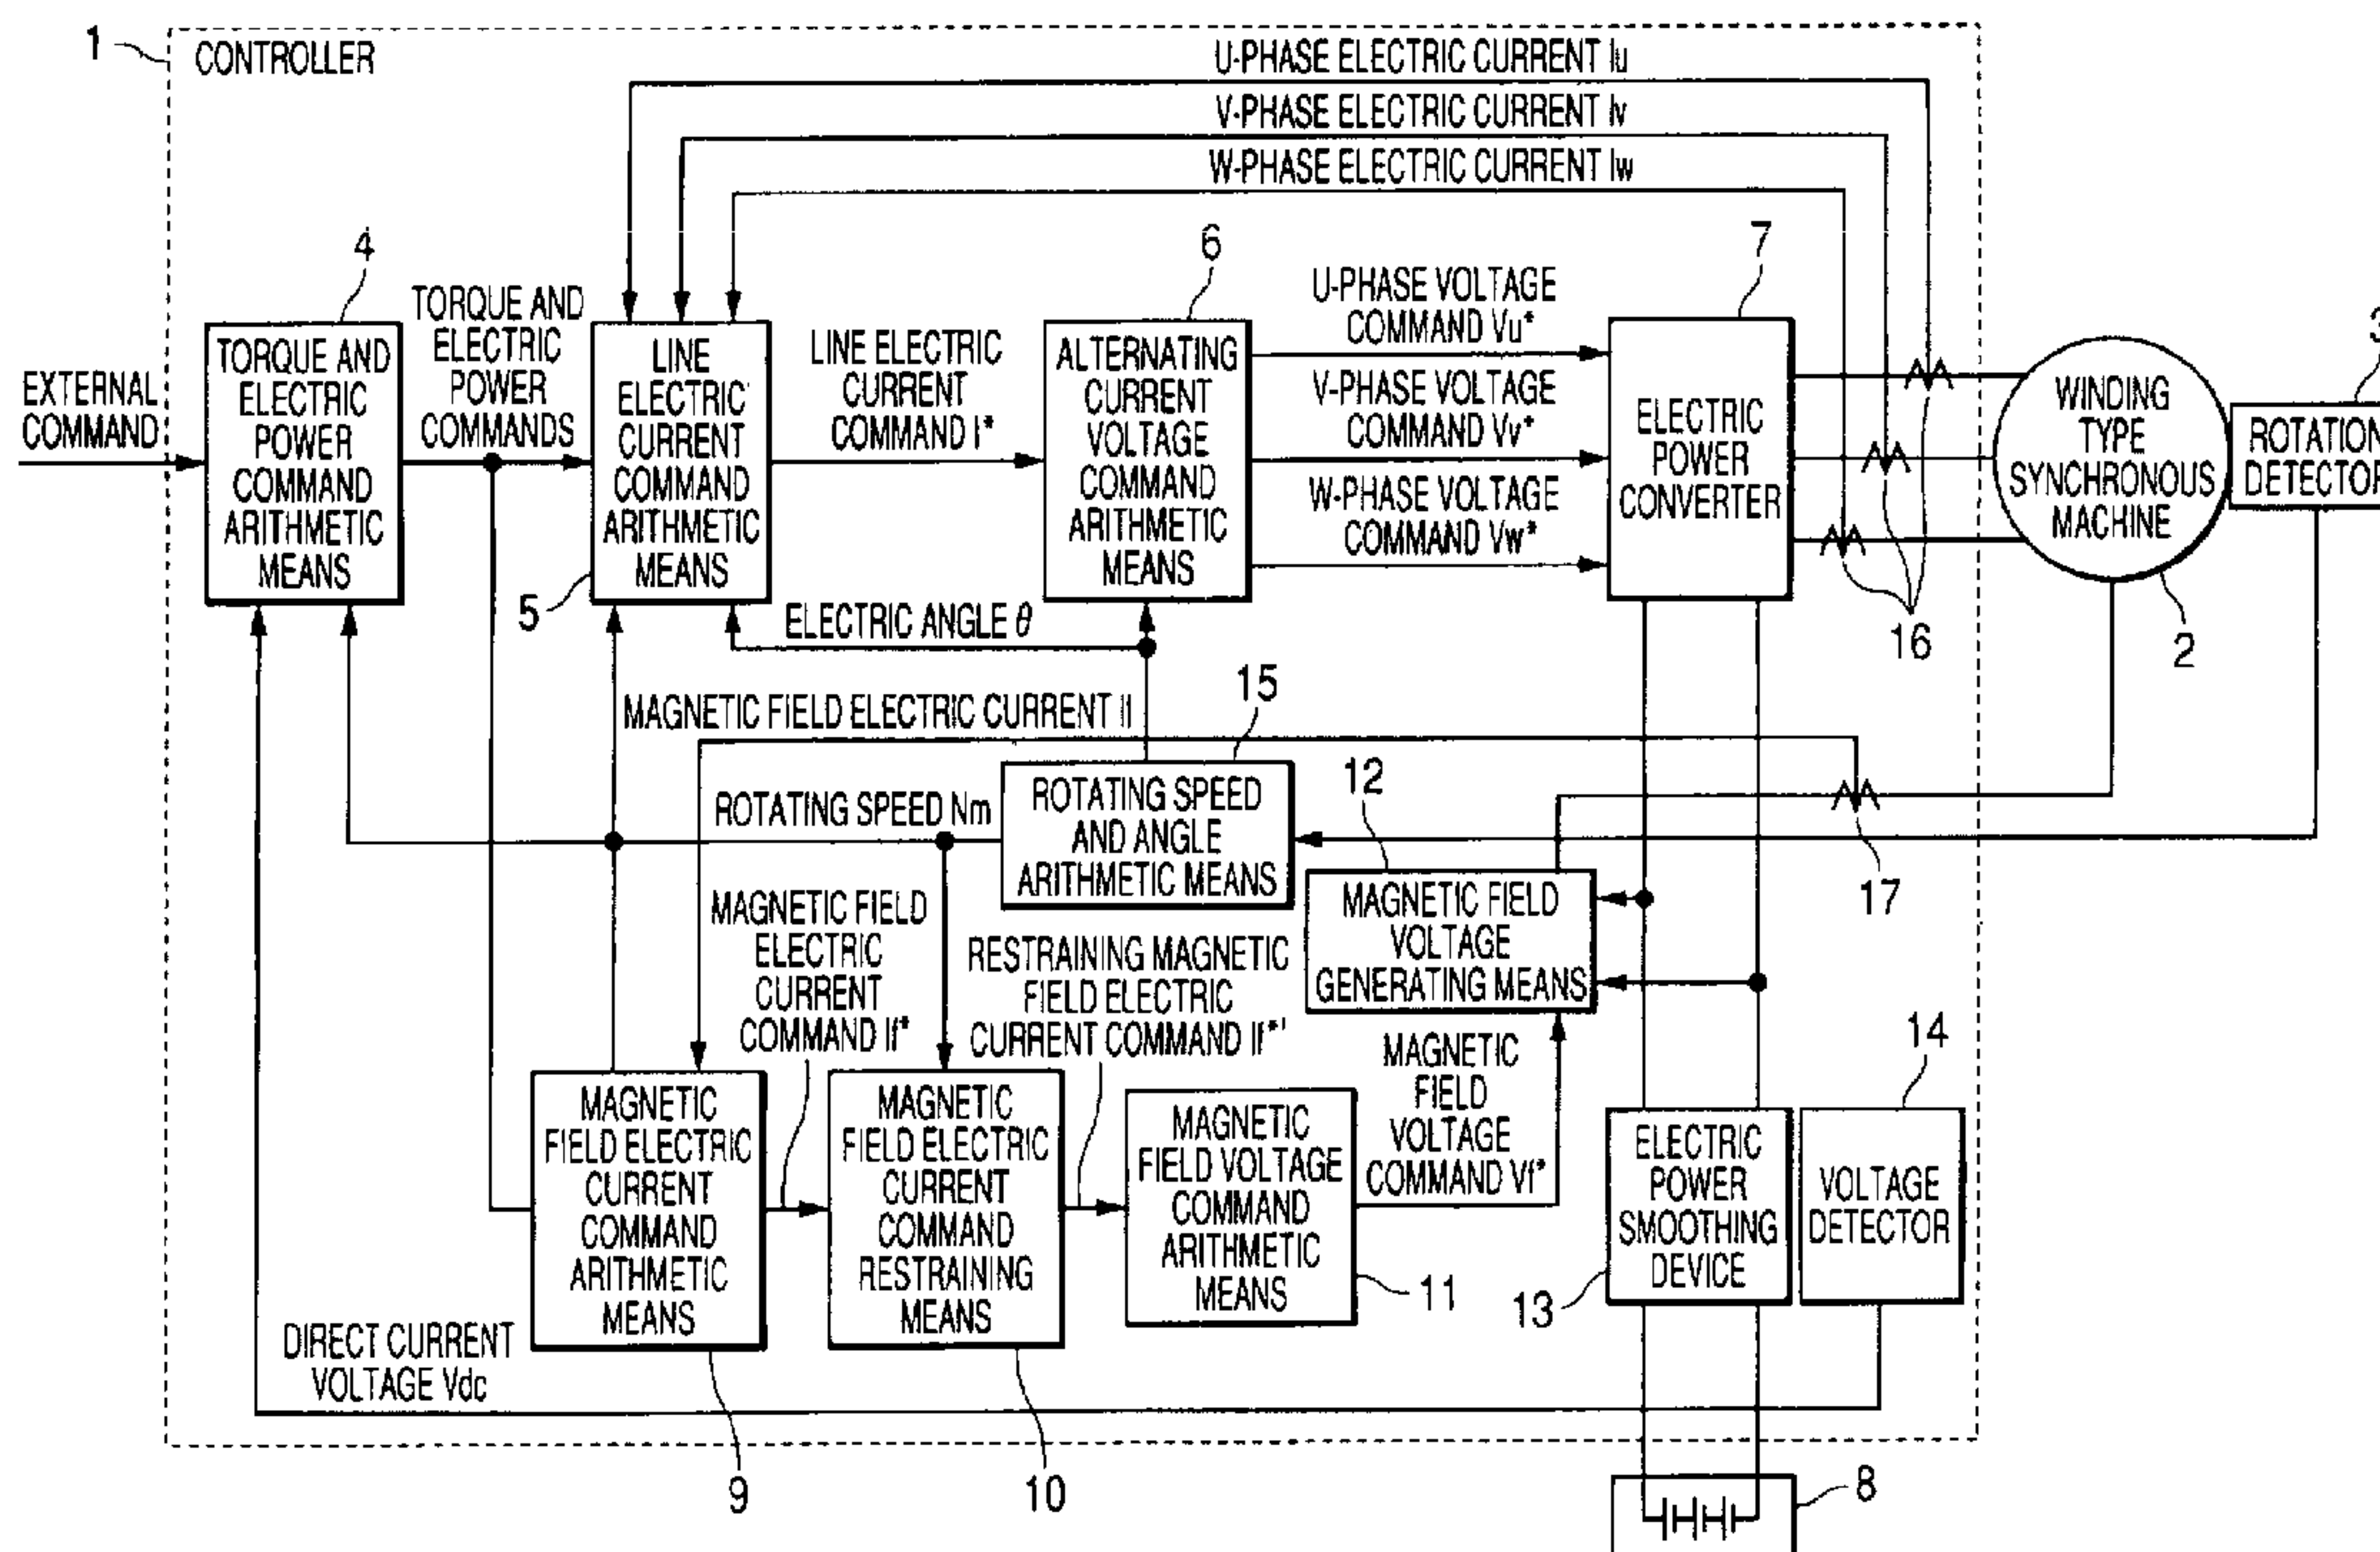 1
CONTROLLER
U-PHASE ELECTRIC CURRENT Iu
V-PHASE ELECTRIC CURRENT Iv
W-PHASE ELECTRIC CURRENT Iw
EXTERNAL
COMMAND
4
TORQUE AND
ELECTRIC
POWER
COMMAND
ARITHMETIC
MEANS
TORQUE AND
ELECTRIC
POWER
COMMANDS
LINE
ELECTRIC
CURRENT
COMMAND
ARITHMETIC
MEANS
5
LINE ELECTRIC
CURRENT
COMMAND I*
6
ALTERNATING
CURRENT
VOLTAGE
COMMAND
ARITHMETIC
MEANS
U-PHASE VOLTAGE
COMMAND Vu*
V-PHASE VOLTAGE
COMMAND Vv*
W-PHASE VOLTAGE
COMMAND Vw*
7
ELECTRIC
POWER
CONVERTER
16
WINDING
TYPE
SYNCHRONOUS
MACHINE
2
3
ROTATION
DETECTOR
ELECTRIC ANGLE θ
MAGNETIC FIELD ELECTRIC CURRENT
15
ROTATING SPEED
AND ANGLE
ARITHMETIC MEANS
ROTATING SPEED Nm
12
MAGNETIC FIELD
VOLTAGE
GENERATING MEANS
17
MAGNETIC FIELD
ELECTRIC
CURRENT
COMMAND If*
RESTRAINING MAGNETIC
FIELD ELECTRIC
CURRENT COMMAND If*'
MAGNETIC
FIELD
VOLTAGE
COMMAND Vf*
MAGNETIC
FIELD ELECTRIC
CURRENT
COMMAND
ARITHMETIC
MEANS
9
MAGNETIC
FIELD ELECTRIC
CURRENT
COMMAND
RESTRAINING
MEANS
10
MAGNETIC
FIELD VOLTAGE
COMMAND
ARITHMETIC
MEANS
11
ELECTRIC
POWER
SMOOTHING
DEVICE
13
14
VOLTAGE
DETECTOR
DIRECT CURRENT
VOLTAGE Vdc
8